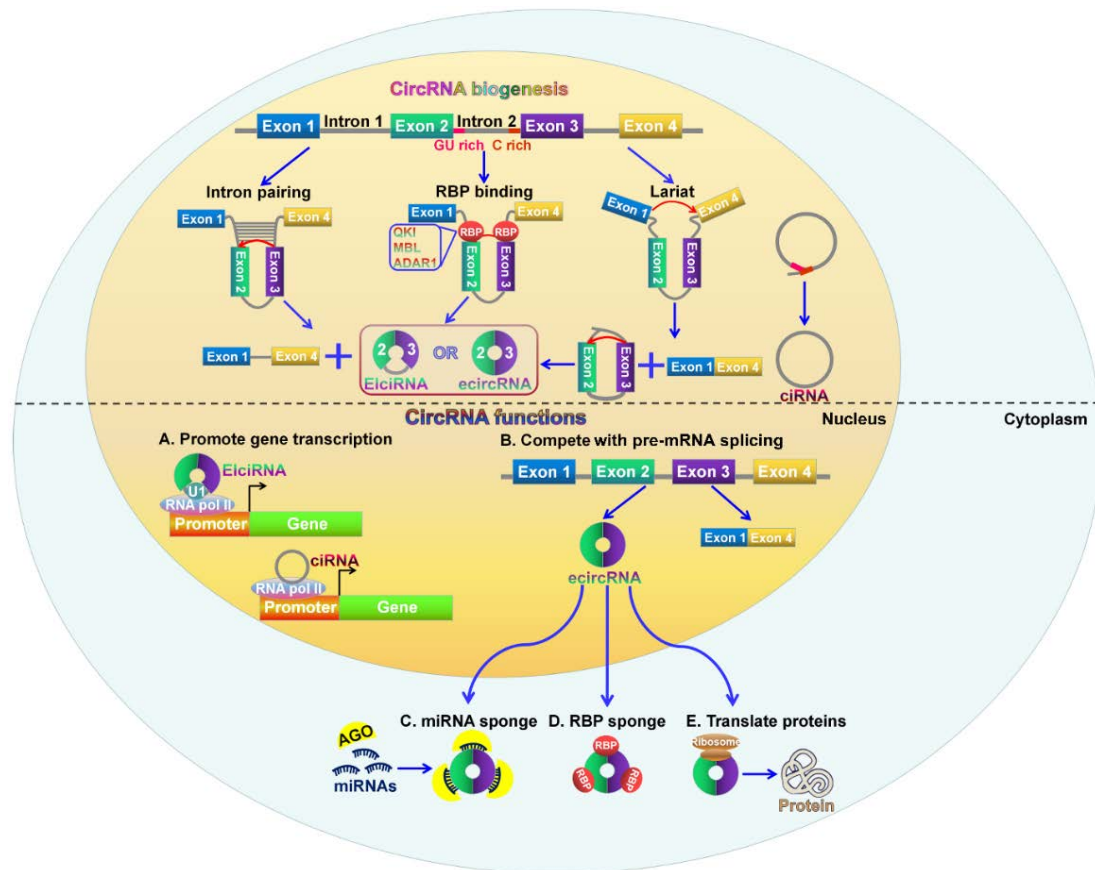 CircRNA biogenesis
Exon 1 Intron 1 Exon 2 Intron 2 Exon 3 Exon 4
GU rich C rich
Intron pairing
RBP binding
Lariat
Exon 1 Exon 4
Exon 2 Exon 3
Exon 1 Exon 4
RBP RBP
QKI
MBL
ADAR1
Exon 2 Exon 3
Exon 1 Exon 4
Exon 2 Exon 3
Exon 1 Exon 4 +
2 3 OR 2 3
EIciRNA ecircRNA
Exon 2 Exon 3
+ Exon 1 Exon 4
ciRNA
CircRNA functions
Nucleus Cytoplasm
A. Promote gene transcription
EIciRNA
U1
RNA pol II
Promoter Gene
ciRNA
RNA pol II
Promoter Gene
B. Compete with pre-mRNA splicing
Exon 1 Exon 2 Exon 3 Exon 4
Exon 1 Exon 4
ecircRNA
C. miRNA sponge
AGO
miRNAs
D. RBP sponge
RBP
RBP RBP
E. Translate proteins
Ribosome
Protein